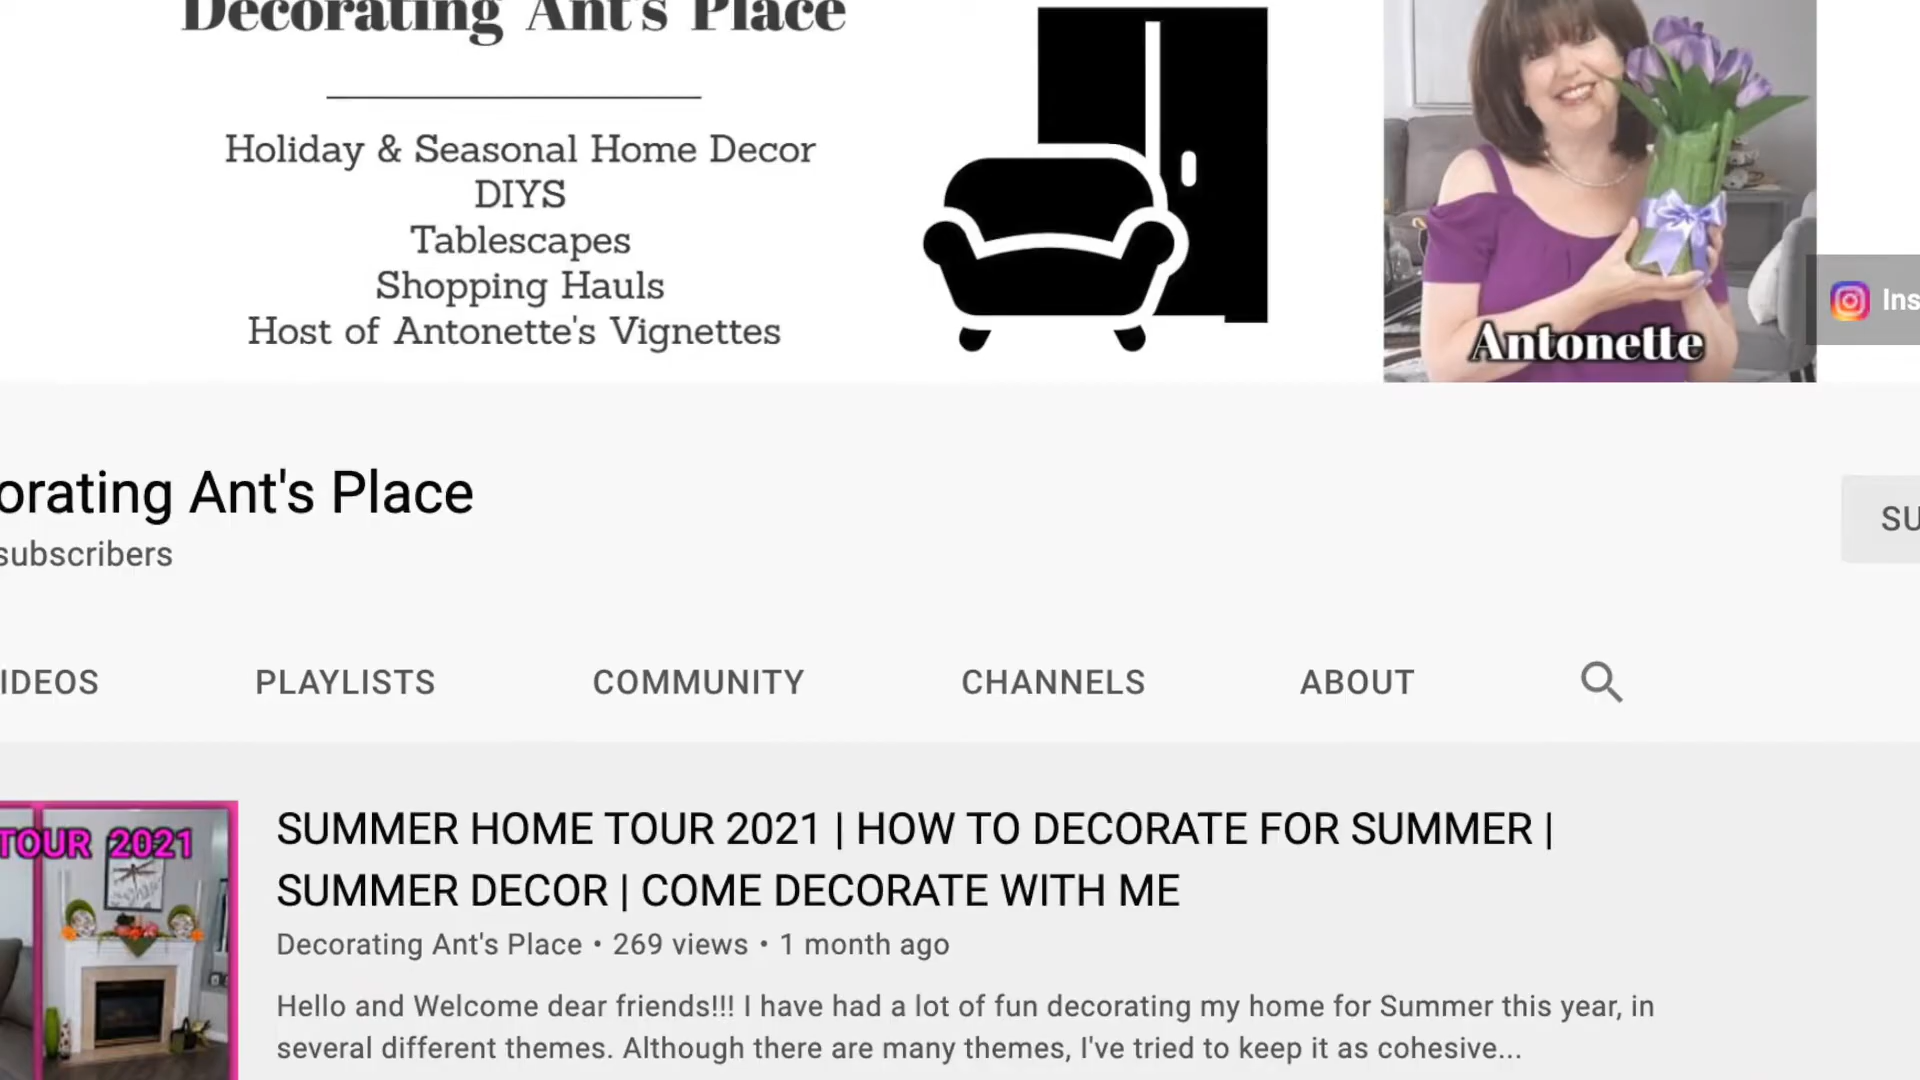 Decorating Ant's Place
Holiday & Seasonal Home Decor
DIYS
Tablescapes
Shopping Hauls
Host of Antonette's Vignettes
Antonette
Ins
orating Ant's Place
subscribers
SU
IDEOS
PLAYLISTS
COMMUNITY
CHANNELS
ABOUT
TOUR 2021
SUMMER HOME TOUR 2021 | HOW TO DECORATE FOR SUMMER |
SUMMER DECOR | COME DECORATE WITH ME
Decorating Ant's Place • 269 views • 1 month ago
Hello and Welcome dear friends!!! I have had a lot of fun decorating my home for Summer this year, in
several different themes. Although there are many themes, I've tried to keep it as cohesive...